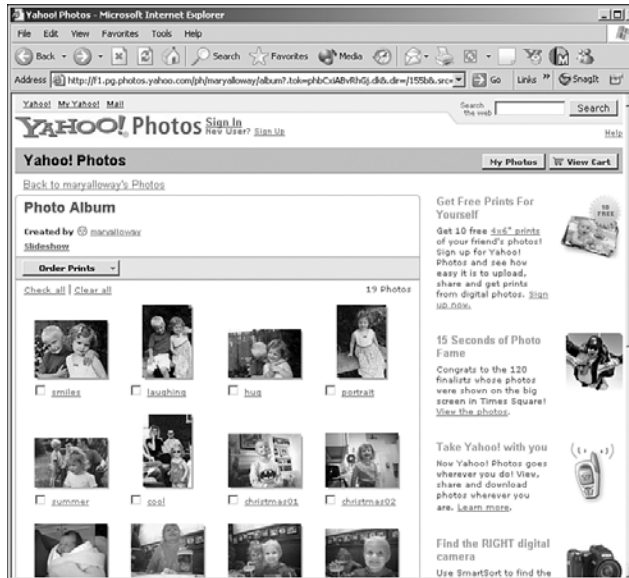 Yahoo! Photos - Microsoft Internet Explorer
File Edit View Favorites Tools Help
Back Search Favorites Media
Address http://f1.pg.photos.yahoo.com/ph/maryalloway/album?.tok=phbCxiABvRhGj.dk&.dir=/155b&.src= Go Links » SnagIt
Yahoo! My Yahoo! Mail
Search the web Search
YAHOO! Photos Sign In
New User? Sign Up
Help
Yahoo! Photos My Photos View Cart
Back to maryalloway's Photos
Photo Album
Created by maryalloway
Slideshow
Order Prints
Check all | Clear all 19 Photos
smiles laughing hug portrait
summer cool christmas01 christmas02
Get Free Prints For
Yourself
Get 10 free 4x6" prints
of your friend's photos!
Sign up for Yahoo!
Photos and see how
easy it is to upload,
share and get prints
from digital photos. Sign
up now.
10
FREE
15 Seconds of Photo
Fame
Congrats to the 120
finalists whose photos
were shown on the big
screen in Times Square!
View the photos.
Take Yahoo! with you
Now Yahoo! Photos goes
wherever you do! View,
share and download
photos wherever you
are. Learn more.
Find the RIGHT digital
camera
Use SmartSort to find the